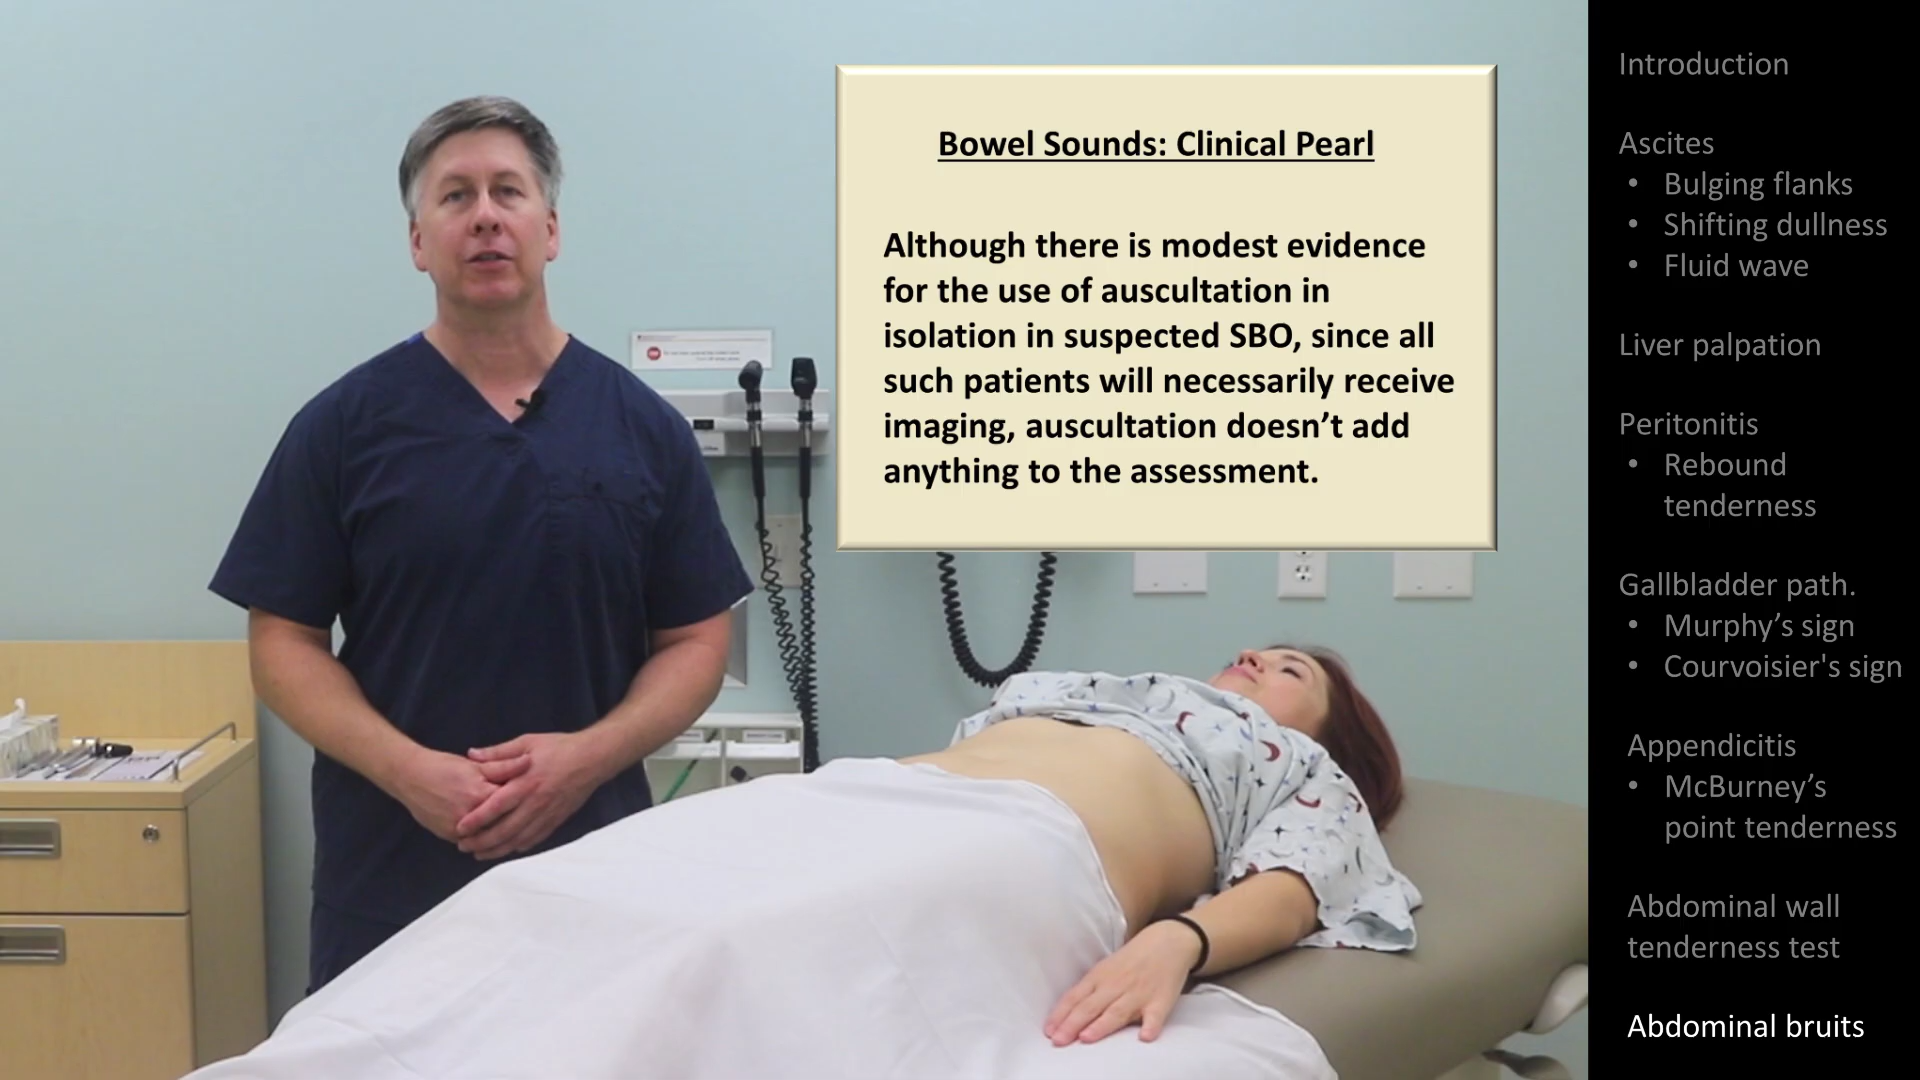 Bowel Sounds: Clinical Pearl
Although there is modest evidence
for the use of auscultation in
isolation in suspected SBO, since all
such patients will necessarily receive
imaging, auscultation doesn’t add
anything to the assessment.
Introduction
Ascites
• Bulging flanks
• Shifting dullness
• Fluid wave
Liver palpation
Peritonitis
• Rebound
tenderness
Gallbladder path.
• Murphy’s sign
• Courvoisier's sign
Appendicitis
• McBurney’s
point tenderness
Abdominal wall
tenderness test
Abdominal bruits